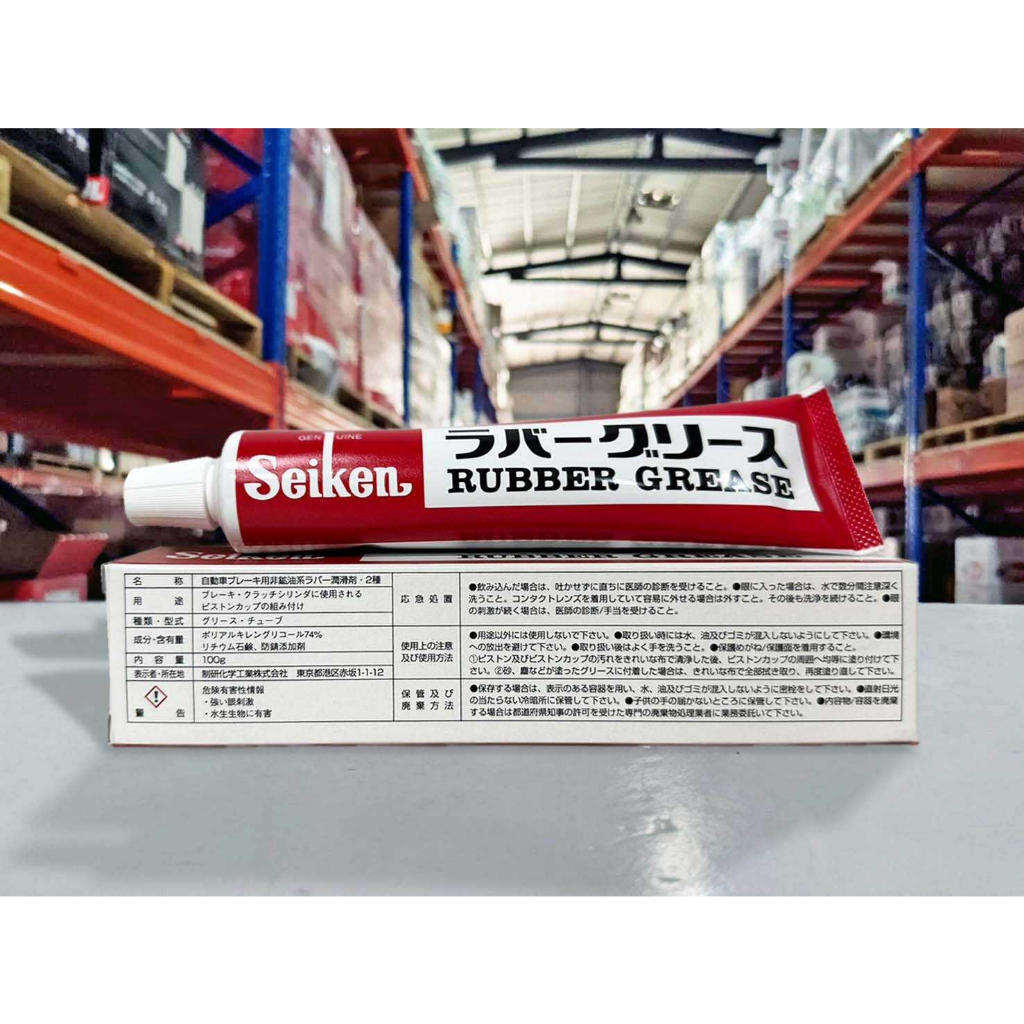 GENUINE
Seiken
ラバーグリース
RUBBER GREASE
Seiken
RUBBER GREASE
名 称 自動車ブレーキ用非鉱油系ラバー潤滑剤・2種
用 途 ブレーキ・クラッチシリンダに使用される
ピストンカップの組み付け
種類・型式 グリース・チューブ
成分・含有量 ポリアルキレングリコール74%
リチウム石鹸、防錆添加剤
内 容 量 100g
表示者・所在地 制研化学工業株式会社 東京都港区赤坂1-1-12
警 告 危険有害性情報
・強い眼刺激
・水生生物に有害
応 急 処 置 ●飲み込んだ場合は、吐かせずに直ちに医師の診断を受けること。●眼に入った場合は、水で数分間注意深く
洗うこと。コンタクトレンズを着用していて容易に外せる場合は外すこと。その後も洗浄を続けること。●眼
の刺激が続く場合は、医師の診断/手当を受けること。
使用上の注意
及び使用方法
●用途以外には使用しないで下さい。●取り扱い時には水、油及びゴミが混入しないようにして下さい。●環境
への放出を避けて下さい。●取り扱い後はよく手を洗うこと。●保護めがね/保護面を着用すること。
①ピストン及びピストンカップの汚れをきれいな布で清浄した後、ピストンカップの周囲へ均等に塗り付けて下
さい。②砂、塵などが塗ったグリースに付着した場合は、きれいな布で全部拭き取り、再度塗り直して下さい。
保 管 及 び
廃 棄 方 法
●保存する場合は、表示のある容器を用い、水、油及びゴミが混入しないように密栓をして下さい。●直射日光
の当たらない冷暗所に保管して下さい。●子供の手の届かないところに保管して下さい。●内容物/容器を廃棄
する場合は都道府県知事の許可を受けた専門の廃棄物処理業者に業務委託して下さい。